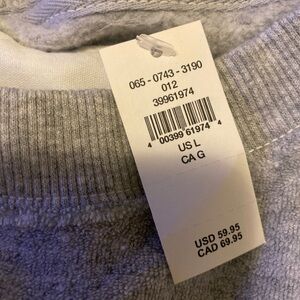 065 - 0743 - 3190
012
39961974
4 00399 61974 4
US L
CA G
USD 59.95
CAD 69.95